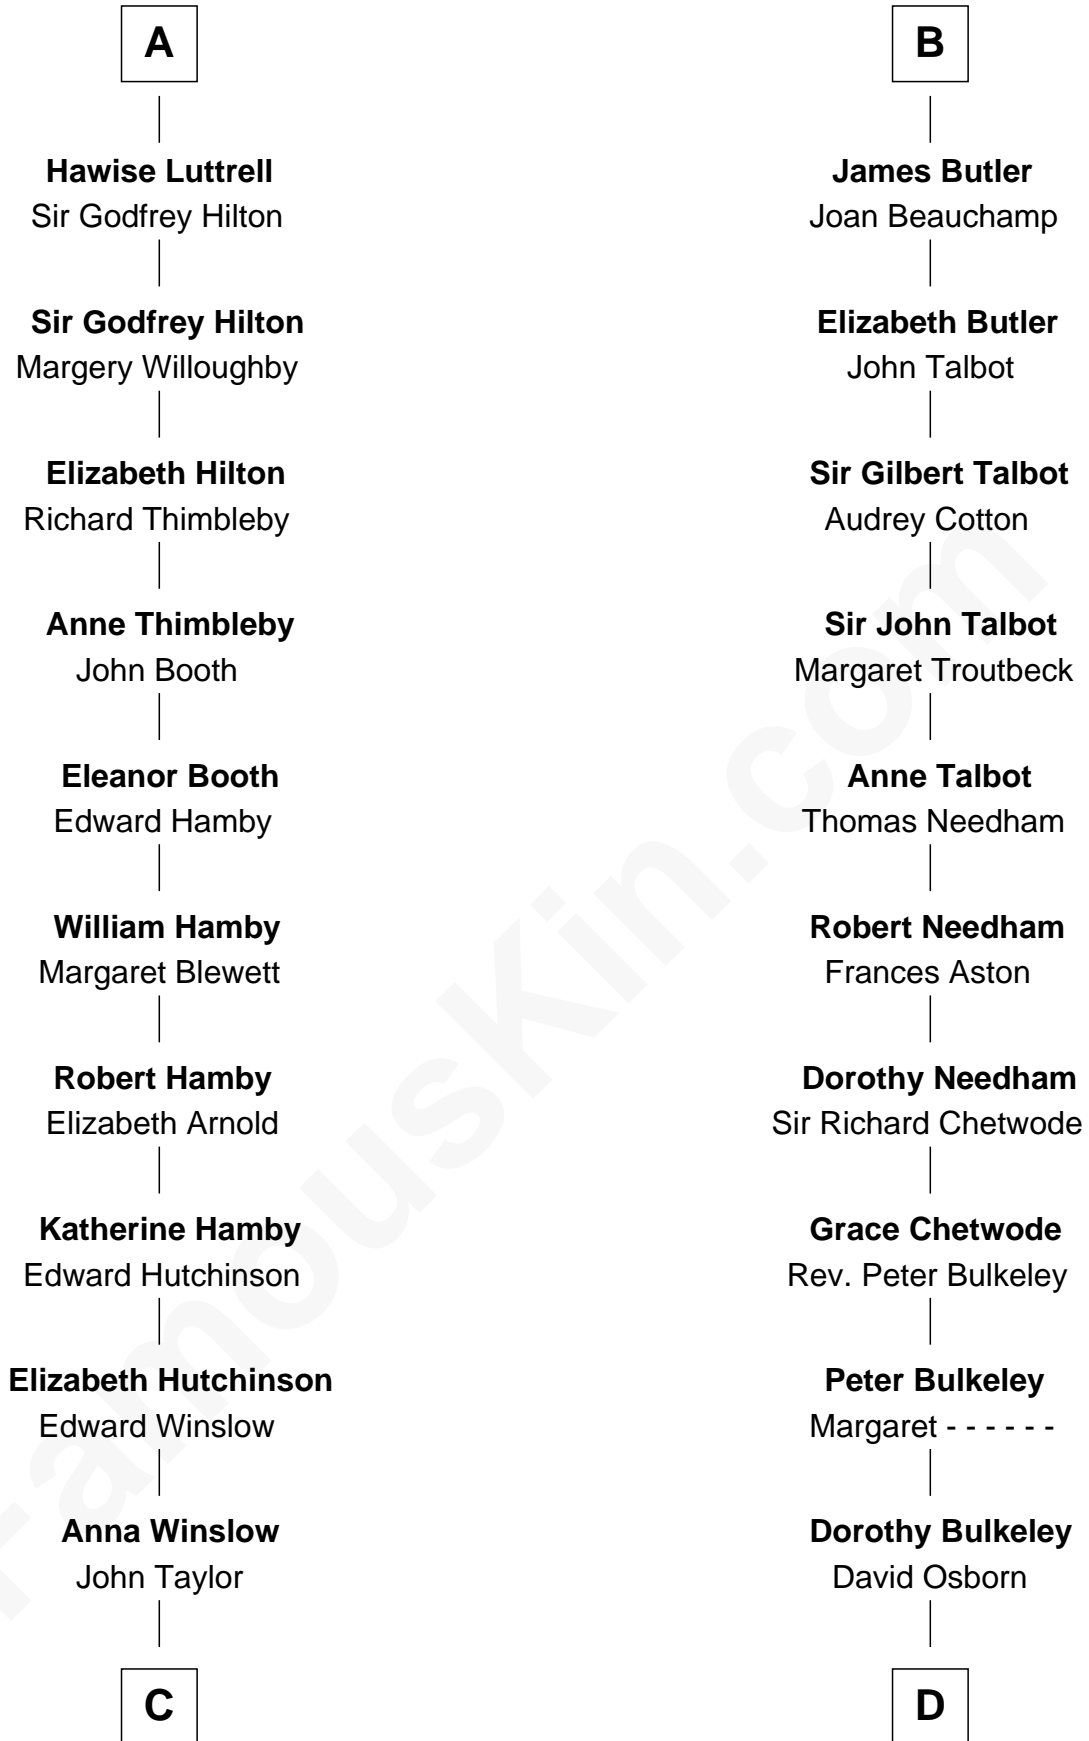 A
Hawise Luttrell
Sir Godfrey Hilton
Sir Godfrey Hilton
Margery Willoughby
Elizabeth Hilton
Richard Thimbleby
Anne Thimbleby
John Booth
Eleanor Booth
Edward Hamby
William Hamby
Margaret Blewett
Robert Hamby
Elizabeth Arnold
Katherine Hamby
Edward Hutchinson
Elizabeth Hutchinson
Edward Winslow
Anna Winslow
John Taylor
C
B
James Butler
Joan Beauchamp
Elizabeth Butler
John Talbot
Sir Gilbert Talbot
Audrey Cotton
Sir John Talbot
Margaret Troutbeck
Anne Talbot
Thomas Needham
Robert Needham
Frances Aston
Dorothy Needham
Sir Richard Chetwode
Grace Chetwode
Rev. Peter Bulkeley
Peter Bulkeley
Margaret - - - - - -
Dorothy Bulkeley
David Osborn
D
FamousKin.com